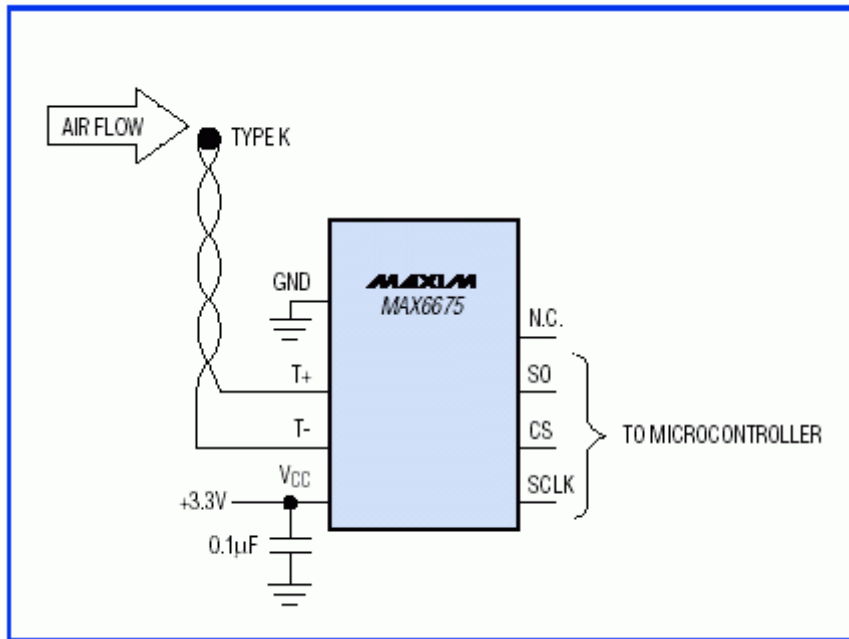 AIR FLOW
TYPE K
GND
MAXIM
MAX6675
N.C.
T+
SO
T-
CS
TO MICROCONTROLLER
VCC
SCLK
+3.3V
0.1µF